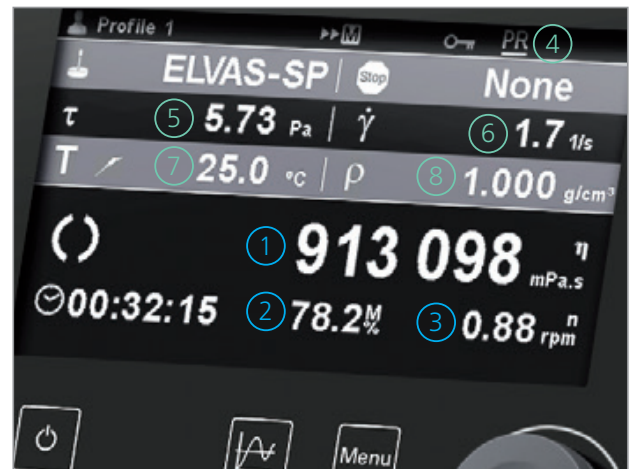 Profile 1 ▸▸M PR 4
ELVAS-SP Stop None
τ 5 5.73 Pa γ̇ 6 1.7 1/s
T 7 25.0 °C ρ 8 1.000 g/cm³
1 913 098 mPa.s η
00:32:15 2 78.2 M% 3 0.88 rpm n
Menu